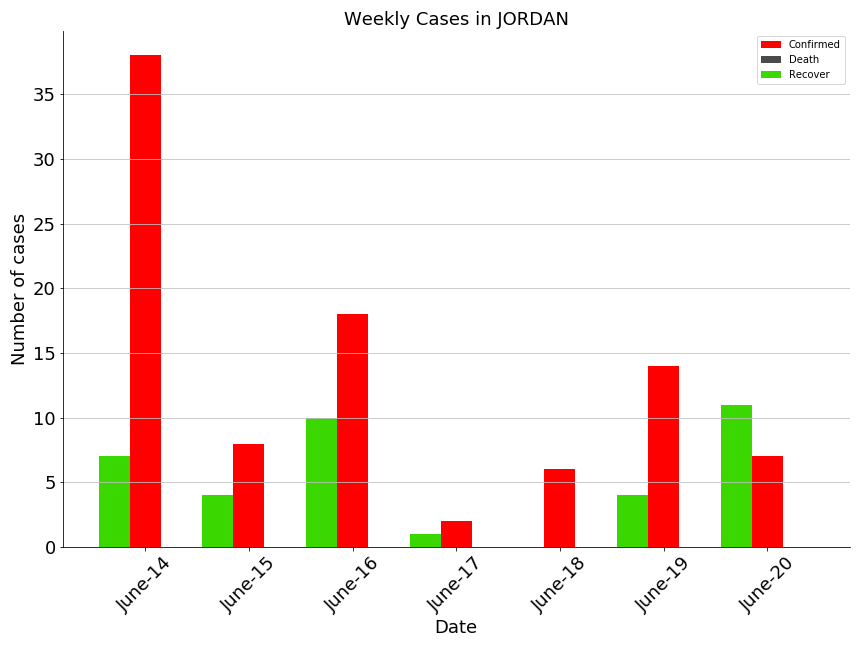 Weekly Cases in JORDAN
Confirmed
Death
Recover
Number of cases
35
30
25
20
15
10
5
0
June-14
June-15
June-16
June-17
June-18
June-19
June-20
Date